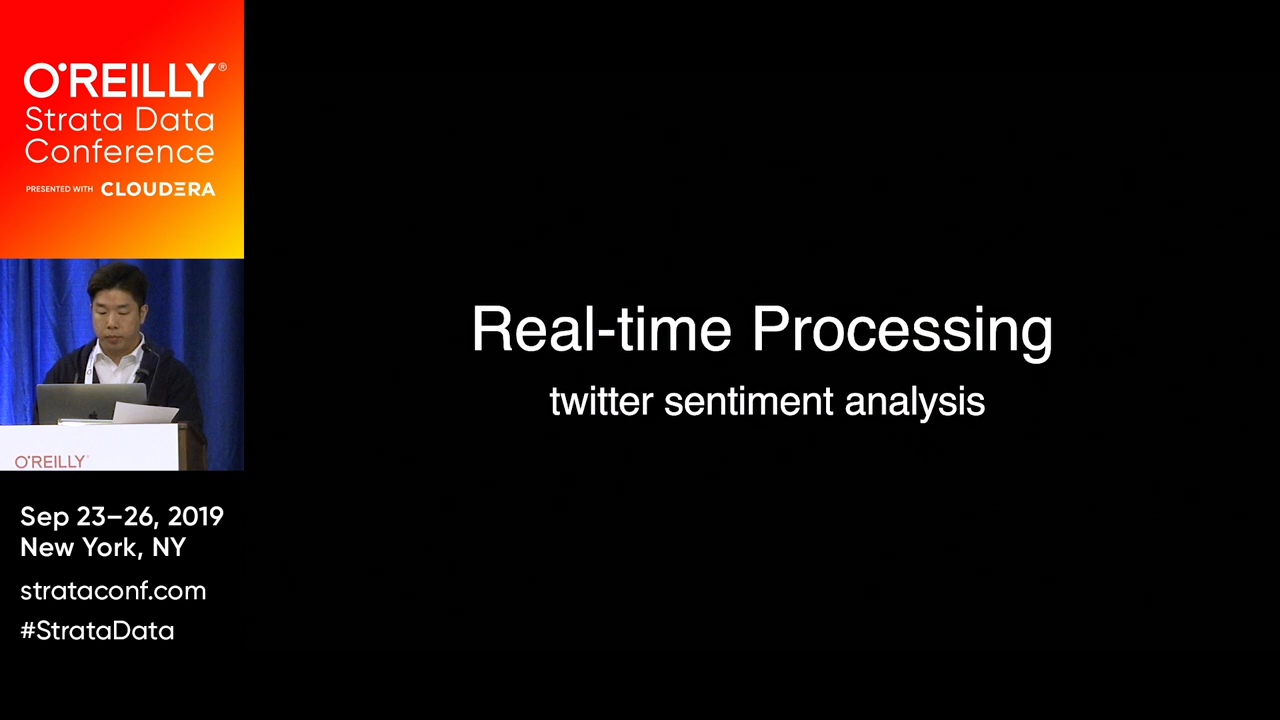 O'REILLY®
Strata Data
Conference
PRESENTED WITH CLOUDERA
O'REILLY®
Sep 23–26, 2019
New York, NY
strataconf.com
#StrataData
Real-time Processing
twitter sentiment analysis